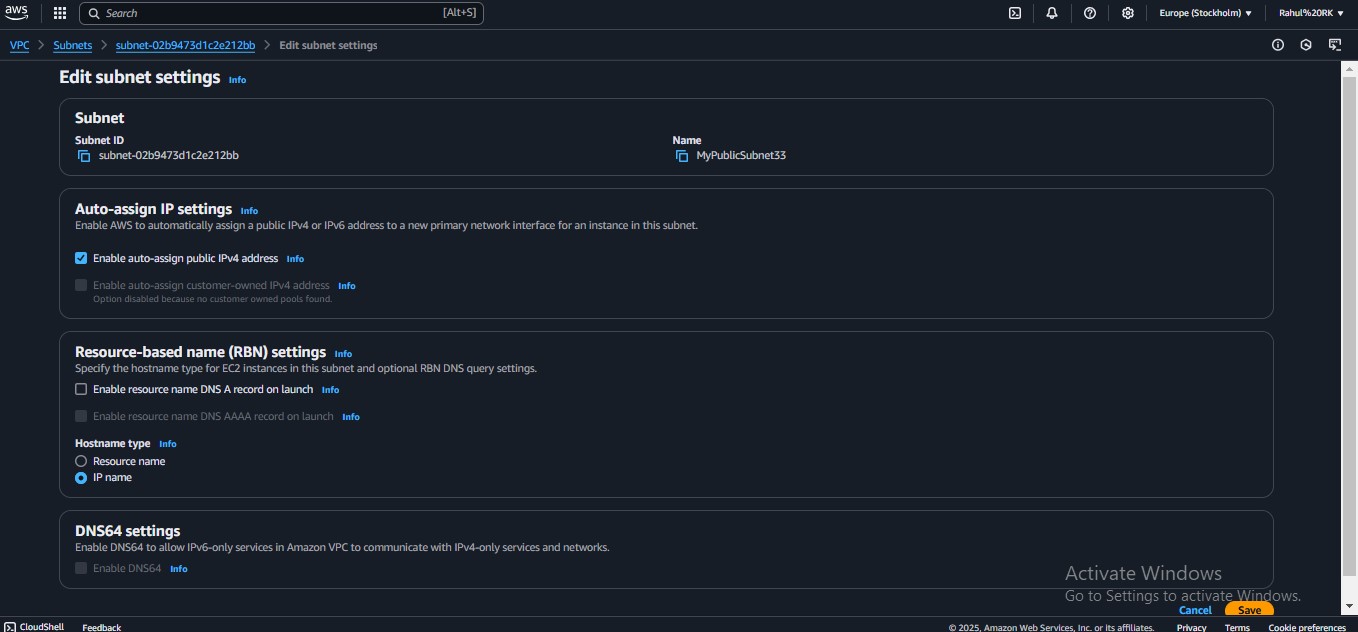 aws
Search [Alt+S]
Europe (Stockholm) ▼
Rahul%20RK ▼
VPC > Subnets > subnet-02b9473d1c2e212bb > Edit subnet settings
Edit subnet settings Info
Subnet
Subnet ID
subnet-02b9473d1c2e212bb
Name
MyPublicSubnet33
Auto-assign IP settings Info
Enable AWS to automatically assign a public IPv4 or IPv6 address to a new primary network interface for an instance in this subnet.
Enable auto-assign public IPv4 address Info
Enable auto-assign customer-owned IPv4 address Info
Option disabled because no customer owned pools found.
Resource-based name (RBN) settings Info
Specify the hostname type for EC2 instances in this subnet and optional RBN DNS query settings.
Enable resource name DNS A record on launch Info
Enable resource name DNS AAAA record on launch Info
Hostname type Info
Resource name
IP name
DNS64 settings
Enable DNS64 to allow IPv6-only services in Amazon VPC to communicate with IPv4-only services and networks.
Enable DNS64 Info
Activate Windows
Go to Settings to activate Windows.
Cancel Save
CloudShell Feedback
© 2025, Amazon Web Services, Inc. or its affiliates. Privacy Terms Cookie preferences